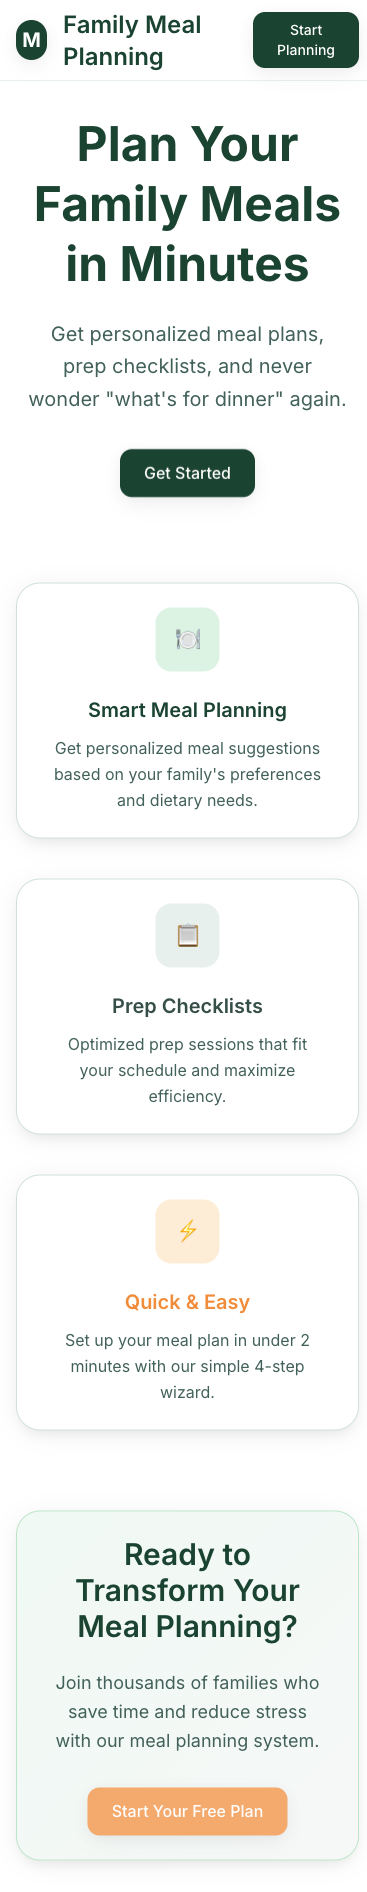 M
Family Meal
Planning
Start
Planning
Plan Your
Family Meals
in Minutes
Get personalized meal plans,
prep checklists, and never
wonder "what's for dinner" again.
Get Started
Smart Meal Planning
Get personalized meal suggestions
based on your family's preferences
and dietary needs.
Prep Checklists
Optimized prep sessions that fit
your schedule and maximize
efficiency.
Quick & Easy
Set up your meal plan in under 2
minutes with our simple 4-step
wizard.
Ready to
Transform Your
Meal Planning?
Join thousands of families who
save time and reduce stress
with our meal planning system.
Start Your Free Plan